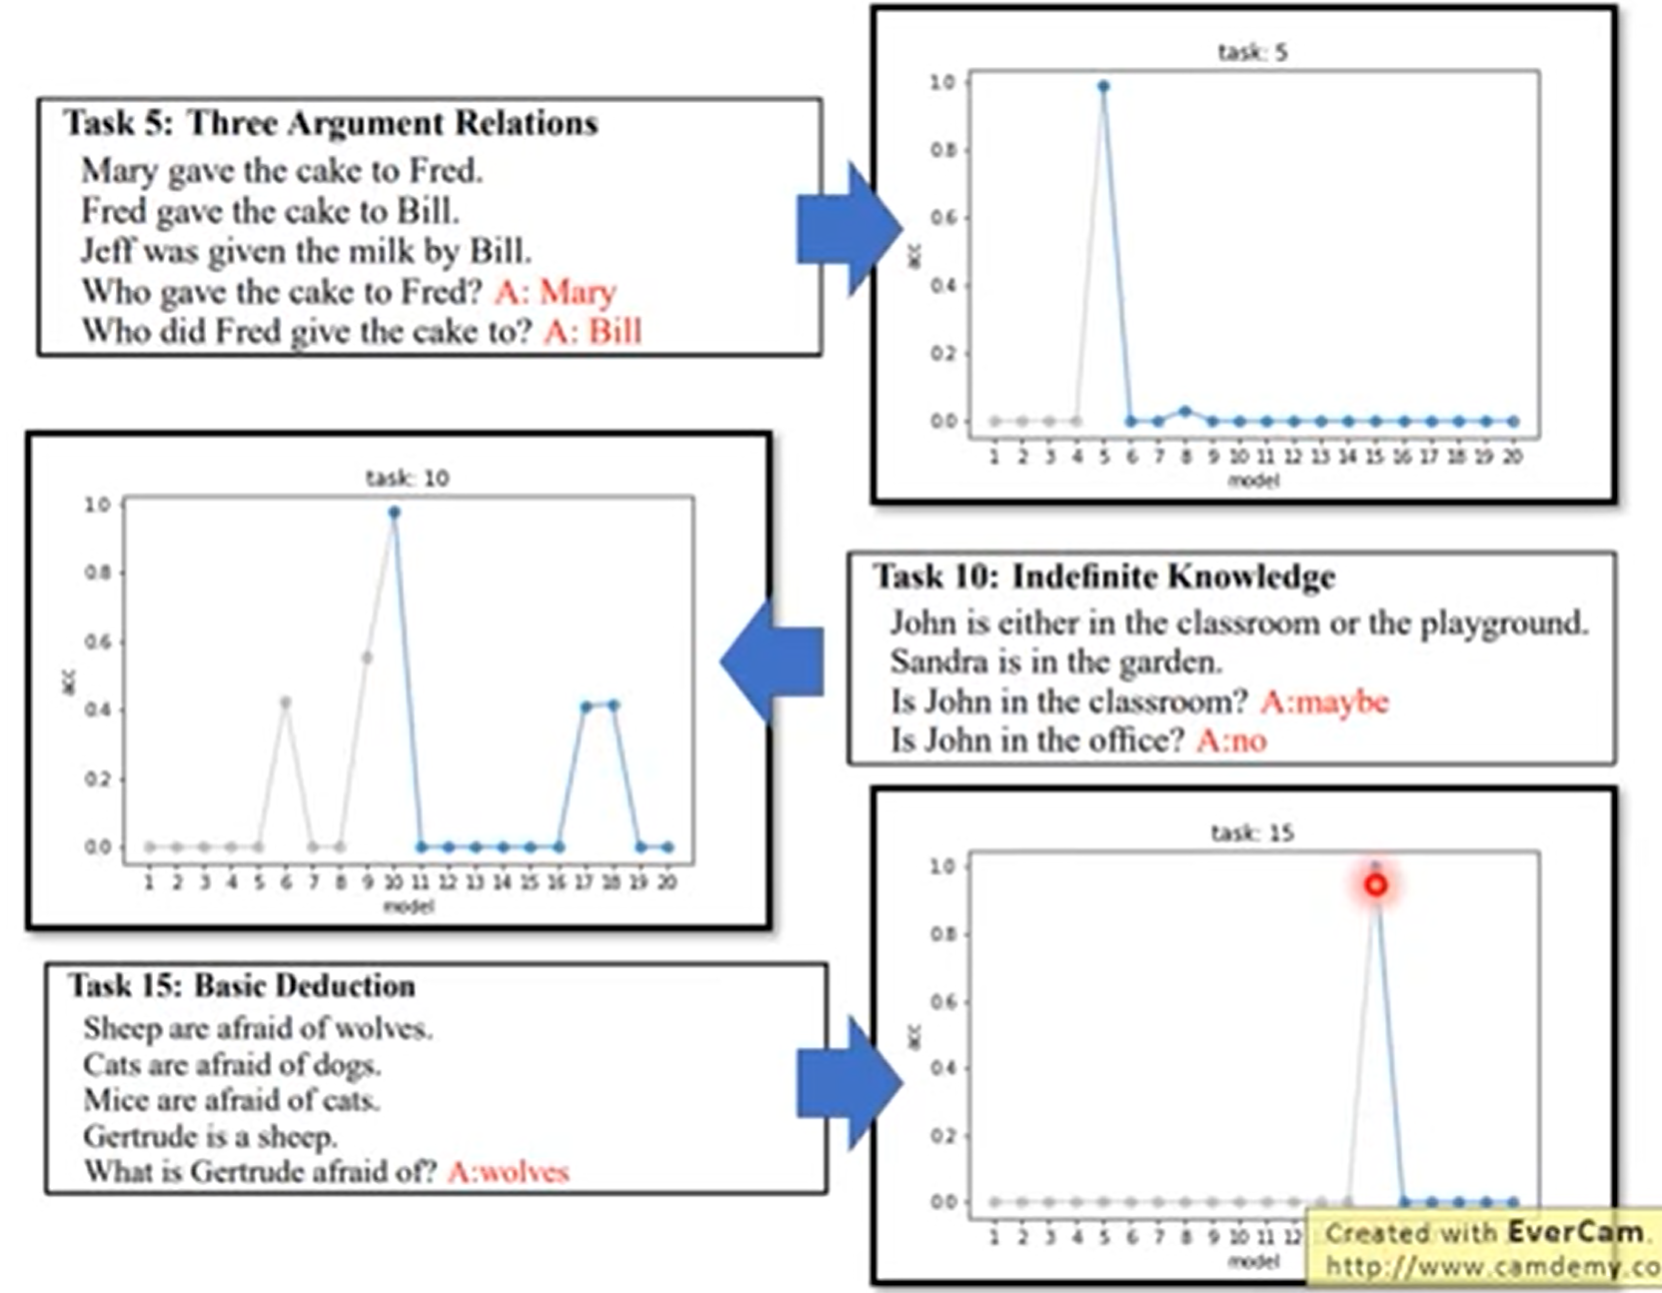 Task 5: Three Argument Relations
Mary gave the cake to Fred.
Fred gave the cake to Bill.
Jeff was given the milk by Bill.
Who gave the cake to Fred? A: Mary
Who did Fred give the cake to? A: Bill
task: 5
1.0
0.8
0.6
0.4
0.2
0.0
acc
1 2 3 4 5 6 7 8 9 10 11 12 13 14 15 16 17 18 19 20
model
task: 10
1.0
0.8
0.6
0.4
0.2
0.0
acc
1 2 3 4 5 6 7 8 9 10 11 12 13 14 15 16 17 18 19 20
model
Task 10: Indefinite Knowledge
John is either in the classroom or the playground.
Sandra is in the garden.
Is John in the classroom? A:maybe
Is John in the office? A:no
Task 15: Basic Deduction
Sheep are afraid of wolves.
Cats are afraid of dogs.
Mice are afraid of cats.
Gertrude is a sheep.
What is Gertrude afraid of? A:wolves
task: 15
1.0
0.8
0.6
0.4
0.2
0.0
acc
1 2 3 4 5 6 7 8 9 10 11 12
model
Created with EverCam.
http://www.camdemy.co